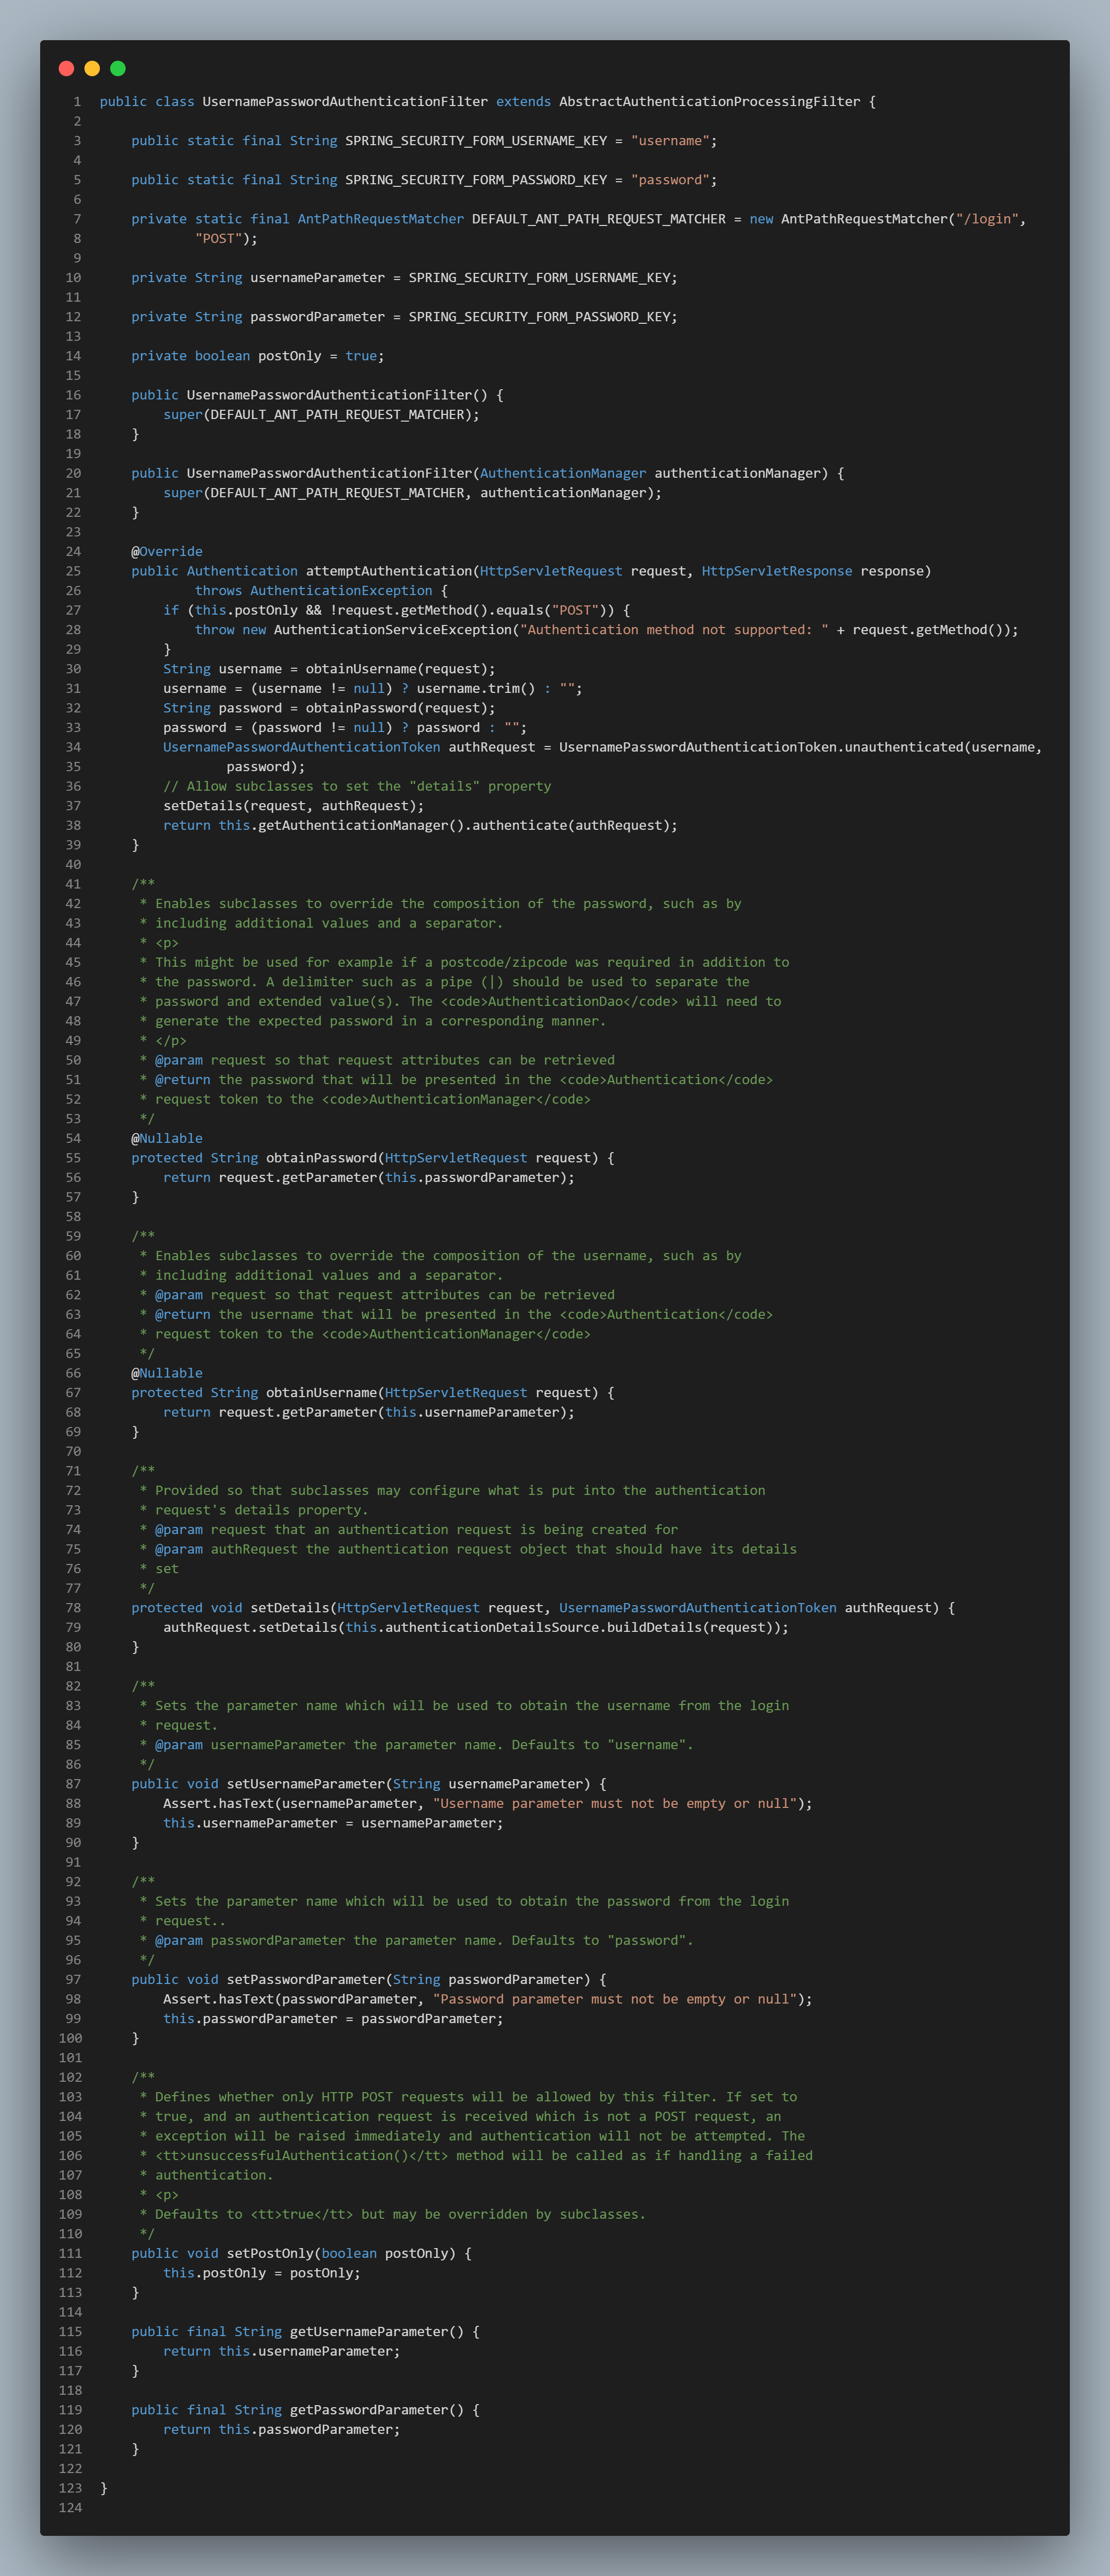 1 public class UsernamePasswordAuthenticationFilter extends AbstractAuthenticationProcessingFilter {
2
3     public static final String SPRING_SECURITY_FORM_USERNAME_KEY = "username";
4
5     public static final String SPRING_SECURITY_FORM_PASSWORD_KEY = "password";
6
7     private static final AntPathRequestMatcher DEFAULT_ANT_PATH_REQUEST_MATCHER = new AntPathRequestMatcher("/login",
8             "POST");
9
10     private String usernameParameter = SPRING_SECURITY_FORM_USERNAME_KEY;
11
12     private String passwordParameter = SPRING_SECURITY_FORM_PASSWORD_KEY;
13
14     private boolean postOnly = true;
15
16     public UsernamePasswordAuthenticationFilter() {
17         super(DEFAULT_ANT_PATH_REQUEST_MATCHER);
18     }
19
20     public UsernamePasswordAuthenticationFilter(AuthenticationManager authenticationManager) {
21         super(DEFAULT_ANT_PATH_REQUEST_MATCHER, authenticationManager);
22     }
23
24     @Override
25     public Authentication attemptAuthentication(HttpServletRequest request, HttpServletResponse response)
26             throws AuthenticationException {
27         if (this.postOnly && !request.getMethod().equals("POST")) {
28             throw new AuthenticationServiceException("Authentication method not supported: " + request.getMethod());
29         }
30         String username = obtainUsername(request);
31         username = (username != null) ? username.trim() : "";
32         String password = obtainPassword(request);
33         password = (password != null) ? password : "";
34         UsernamePasswordAuthenticationToken authRequest = UsernamePasswordAuthenticationToken.unauthenticated(username,
35                 password);
36         // Allow subclasses to set the "details" property
37         setDetails(request, authRequest);
38         return this.getAuthenticationManager().authenticate(authRequest);
39     }
40
41     /**
42      * Enables subclasses to override the composition of the password, such as by
43      * including additional values and a separator.
44      * <p>
45      * This might be used for example if a postcode/zipcode was required in addition to
46      * the password. A delimiter such as a pipe (|) should be used to separate the
47      * password and extended value(s). The <code>AuthenticationDao</code> will need to
48      * generate the expected password in a corresponding manner.
49      * </p>
50      * @param request so that request attributes can be retrieved
51      * @return the password that will be presented in the <code>Authentication</code>
52      * request token to the <code>AuthenticationManager</code>
53      */
54     @Nullable
55     protected String obtainPassword(HttpServletRequest request) {
56         return request.getParameter(this.passwordParameter);
57     }
58
59     /**
60      * Enables subclasses to override the composition of the username, such as by
61      * including additional values and a separator.
62      * @param request so that request attributes can be retrieved
63      * @return the username that will be presented in the <code>Authentication</code>
64      * request token to the <code>AuthenticationManager</code>
65      */
66     @Nullable
67     protected String obtainUsername(HttpServletRequest request) {
68         return request.getParameter(this.usernameParameter);
69     }
70
71     /**
72      * Provided so that subclasses may configure what is put into the authentication
73      * request's details property.
74      * @param request that an authentication request is being created for
75      * @param authRequest the authentication request object that should have its details
76      * set
77      */
78     protected void setDetails(HttpServletRequest request, UsernamePasswordAuthenticationToken authRequest) {
79         authRequest.setDetails(this.authenticationDetailsSource.buildDetails(request));
80     }
81
82     /**
83      * Sets the parameter name which will be used to obtain the username from the login
84      * request.
85      * @param usernameParameter the parameter name. Defaults to "username".
86      */
87     public void setUsernameParameter(String usernameParameter) {
88         Assert.hasText(usernameParameter, "Username parameter must not be empty or null");
89         this.usernameParameter = usernameParameter;
90     }
91
92     /**
93      * Sets the parameter name which will be used to obtain the password from the login
94      * request..
95      * @param passwordParameter the parameter name. Defaults to "password".
96      */
97     public void setPasswordParameter(String passwordParameter) {
98         Assert.hasText(passwordParameter, "Password parameter must not be empty or null");
99         this.passwordParameter = passwordParameter;
100     }
101
102     /**
103      * Defines whether only HTTP POST requests will be allowed by this filter. If set to
104      * true, and an authentication request is received which is not a POST request, an
105      * exception will be raised immediately and authentication will not be attempted. The
106      * <tt>unsuccessfulAuthentication()</tt> method will be called as if handling a failed
107      * authentication.
108      * <p>
109      * Defaults to <tt>true</tt> but may be overridden by subclasses.
110      */
111     public void setPostOnly(boolean postOnly) {
112         this.postOnly = postOnly;
113     }
114
115     public final String getUsernameParameter() {
116         return this.usernameParameter;
117     }
118
119     public final String getPasswordParameter() {
120         return this.passwordParameter;
121     }
122
123 }
124